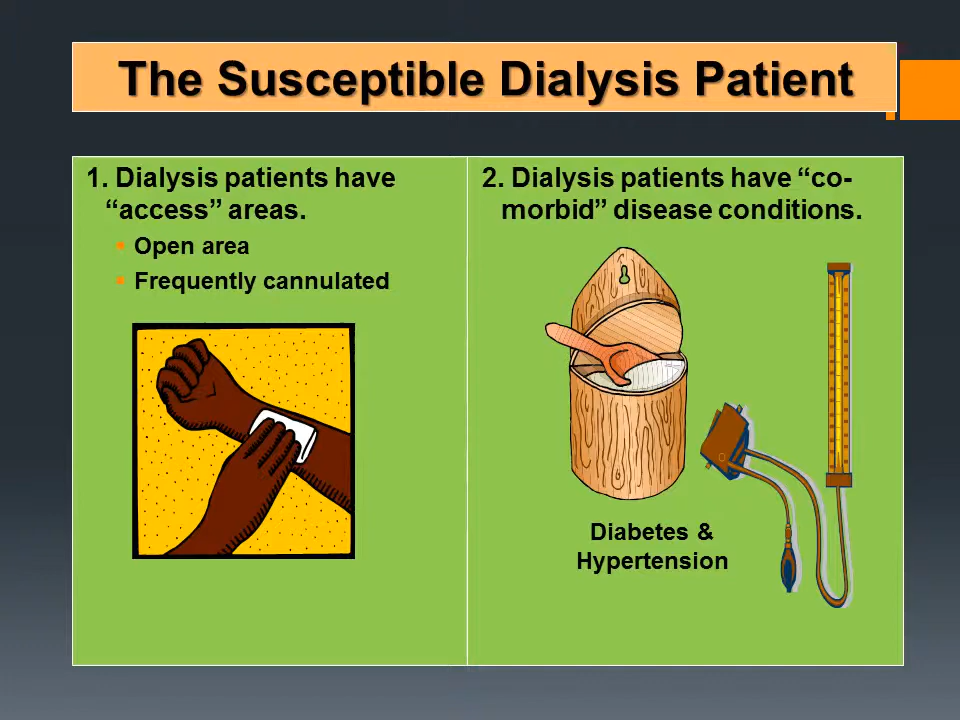 The Susceptible Dialysis Patient
1. Dialysis patients have
“access” areas.
Open area
Frequently cannulated
2. Dialysis patients have “co-
morbid” disease conditions.
Diabetes &
Hypertension